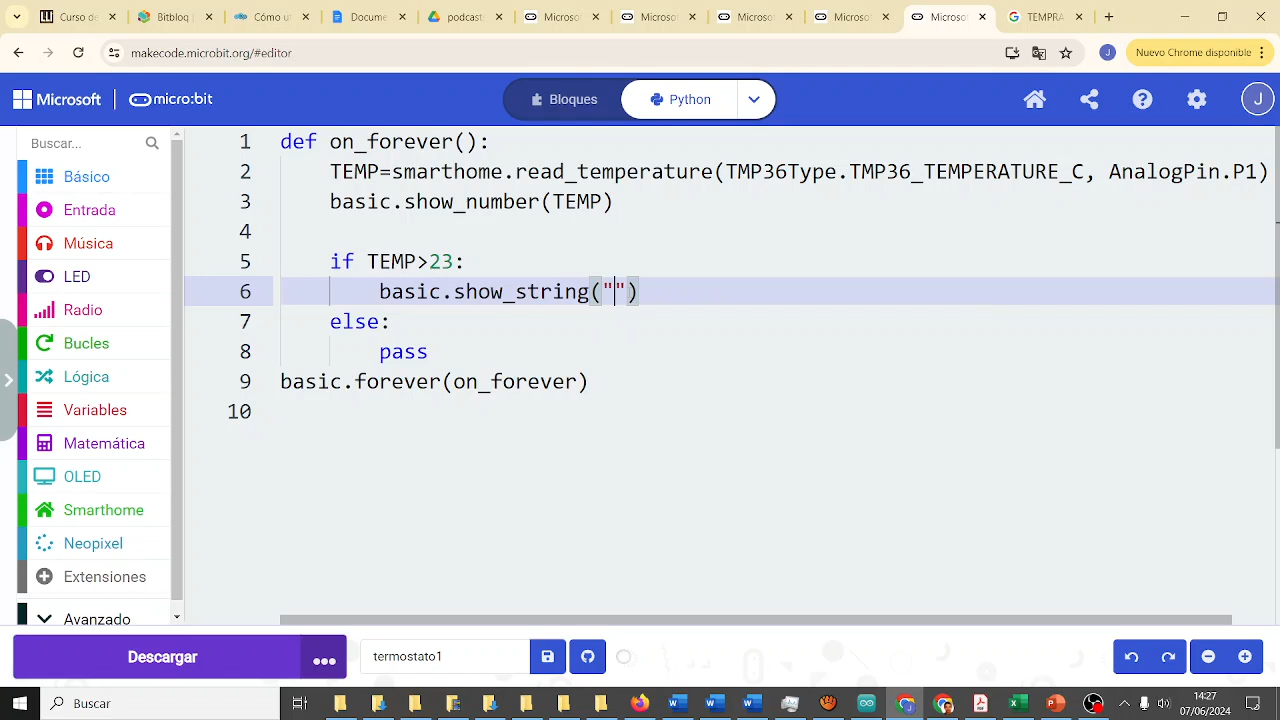 Curso d
Bitbloq
Cómo ut
Docume
podcast
Microso
Microso
Microso
Microso
Microso
TEMPRA
makecode.microbit.org/#editor
J
Nuevo Chrome disponible
Microsoft
micro:bit
Bloques
Python
J
Buscar...
Básico
Entrada
Música
LED
Radio
Bucles
Lógica
Variables
Matemática
OLED
Smarthome
Neopixel
Extensiones
Avanzado
1 def on_forever():
2 TEMP=smarthome.read_temperature(TMP36Type.TMP36_TEMPERATURE_C, AnalogPin.P1)
3 basic.show_number(TEMP)
4
5 if TEMP>23:
6 basic.show_string("")
7 else:
8 pass
9 basic.forever(on_forever)
10
Descargar
termostato1
Buscar
14:27
07/06/2024